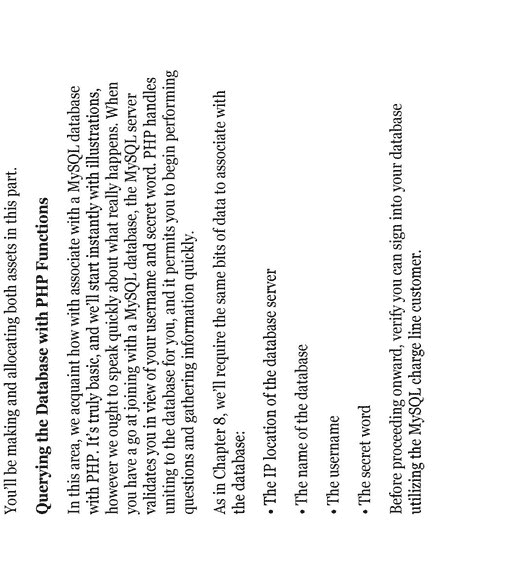 You'll be making and allocating both assets in this part.
Querying the Database with PHP Functions
In this area, we acquaint how with associate with a MySQL database
with PHP. It's truly basic, and we'll start instantly with illustrations,
however we ought to speak quickly about what really happens. When
you have a go at joining with a MySQL database, the MySQL server
validates you in view of your username and secret word. PHP handles
uniting to the database for you, and it permits you to begin performing
questions and gathering information quickly.
As in Chapter 8, we'll require the same bits of data to associate with
the database:
• The IP location of the database server
• The name of the database
• The username
• The secret word
Before proceeding onward, verify you can sign into your database
utilizing the MySQL charge line customer.